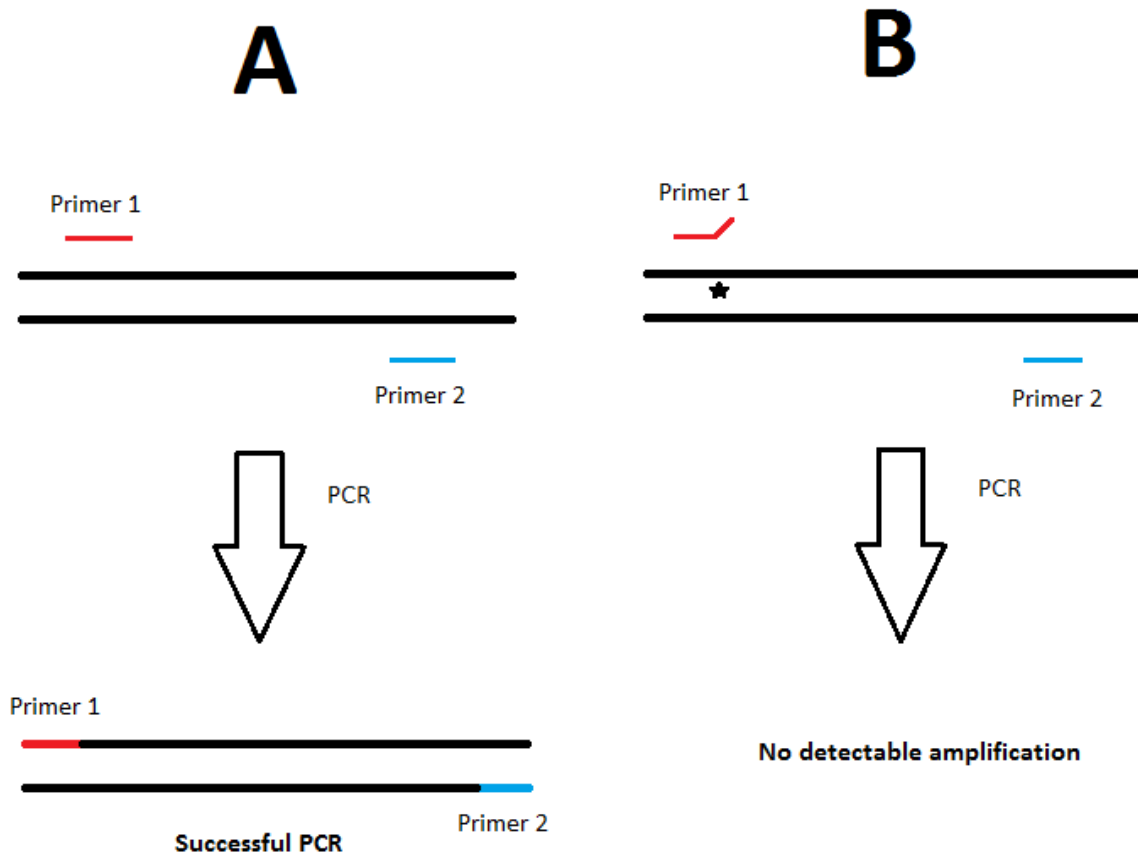 A
B
Primer 1
Primer 1
Primer 2
Primer 2
PCR
PCR
Primer 1
No detectable amplification
Primer 2
Successful PCR